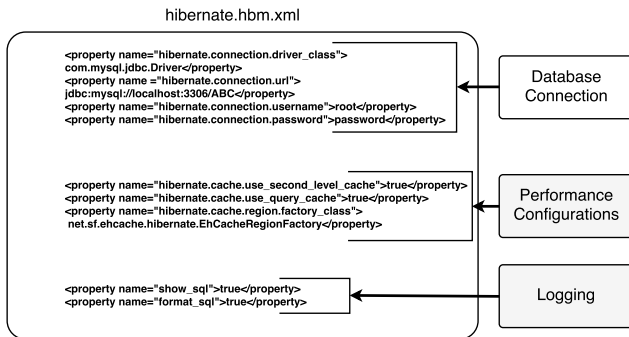 hibernate.hbm.xml
<property name="hibernate.connection.driver_class">
com.mysql.jdbc.Driver</property>
<property name ="hibernate.connection.url">
jdbc:mysql://localhost:3306/ABC</property>
<property name="hibernate.connection.username">root</property>
<property name="hibernate.connection.password">password</property>
Database
Connection
<property name="hibernate.cache.use_second_level_cache">true</property>
<property name="hibernate.cache.use_query_cache">true</property>
<property name="hibernate.cache.region.factory_class">
net.sf.ehcache.hibernate.EhCacheRegionFactory</property>
Performance
Configurations
<property name="show_sql">true</property>
<property name="format_sql">true</property>
Logging